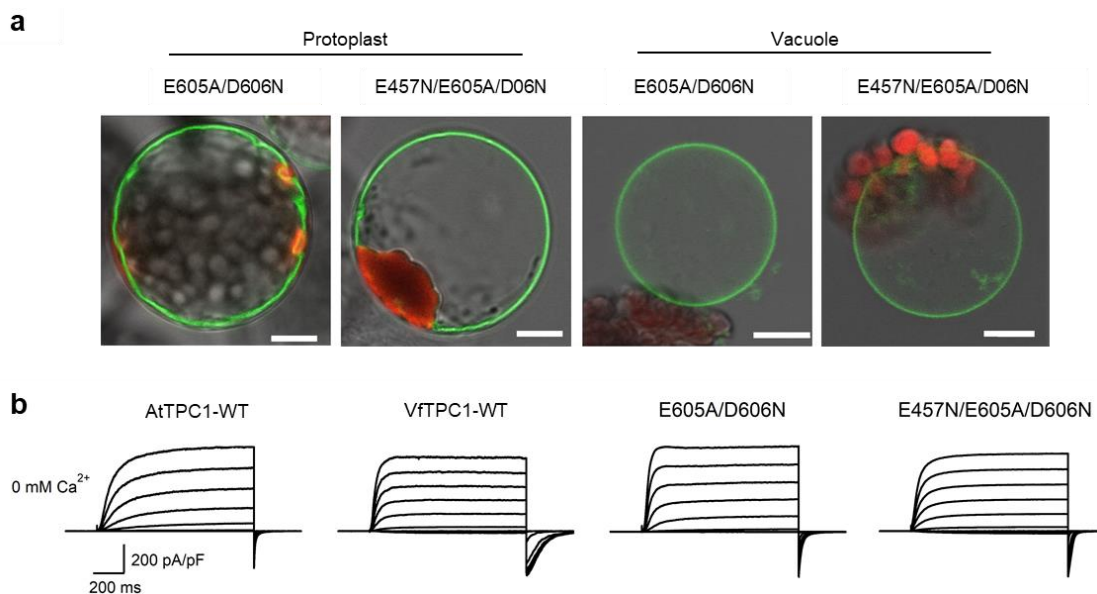 a
Protoplast
Vacuole
E605A/D606N
E457N/E605A/D06N
E605A/D606N
E457N/E605A/D06N
b
AtTPC1-WT
VfTPC1-WT
E605A/D606N
E457N/E605A/D606N
0 mM Ca²⁺
200 pA/pF
200 ms